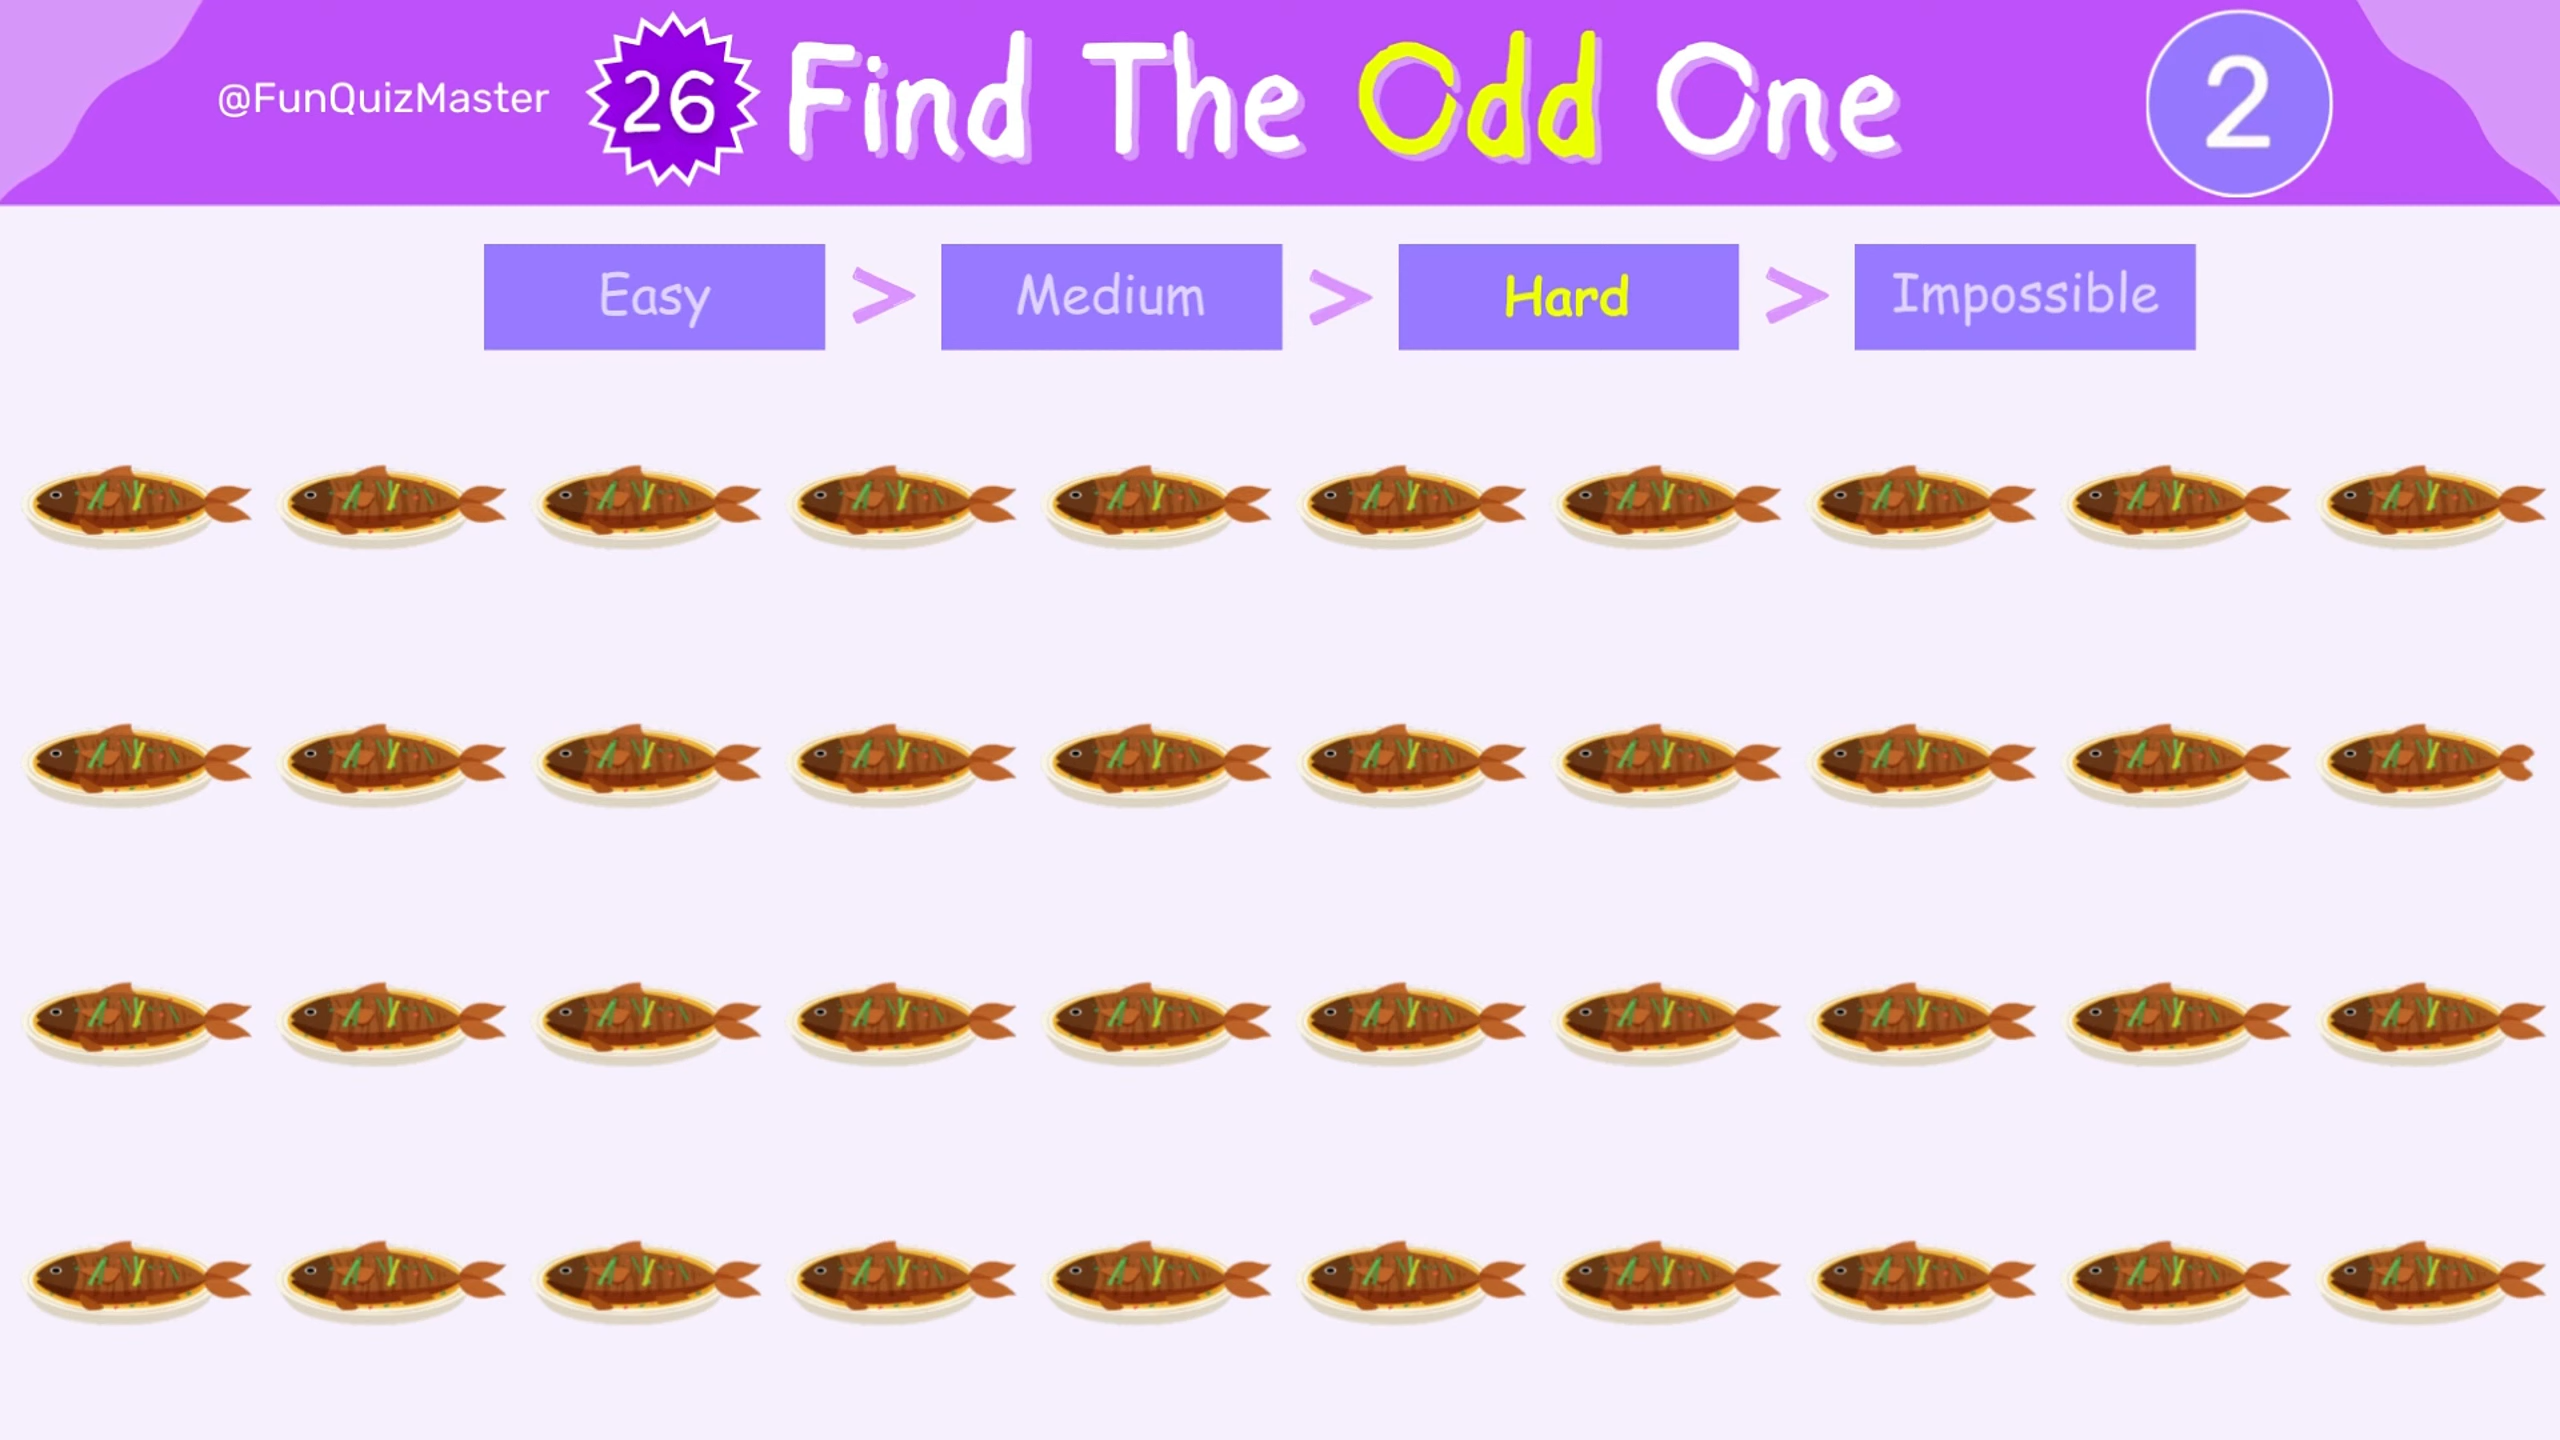 @FunQuizMaster
26
Find The Odd One
2
Easy > Medium > Hard > Impossible